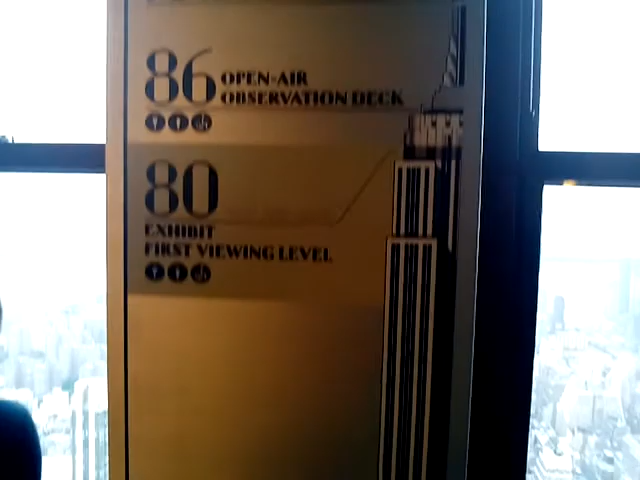 86 OPEN-AIR
OBSERVATION DECK
80
EXHIBIT
FIRST VIEWING LEVEL